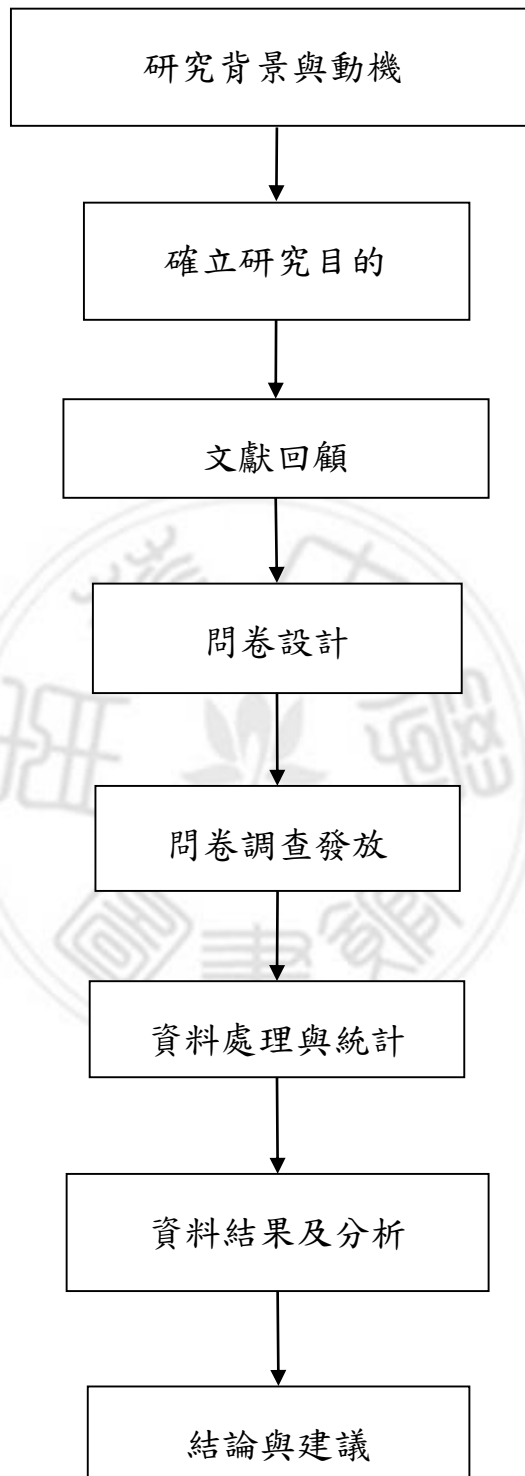 研究背景與動機
確立研究目的
文獻回顧
問卷設計
問卷調查發放
資料處理與統計
資料結果及分析
結論與建議